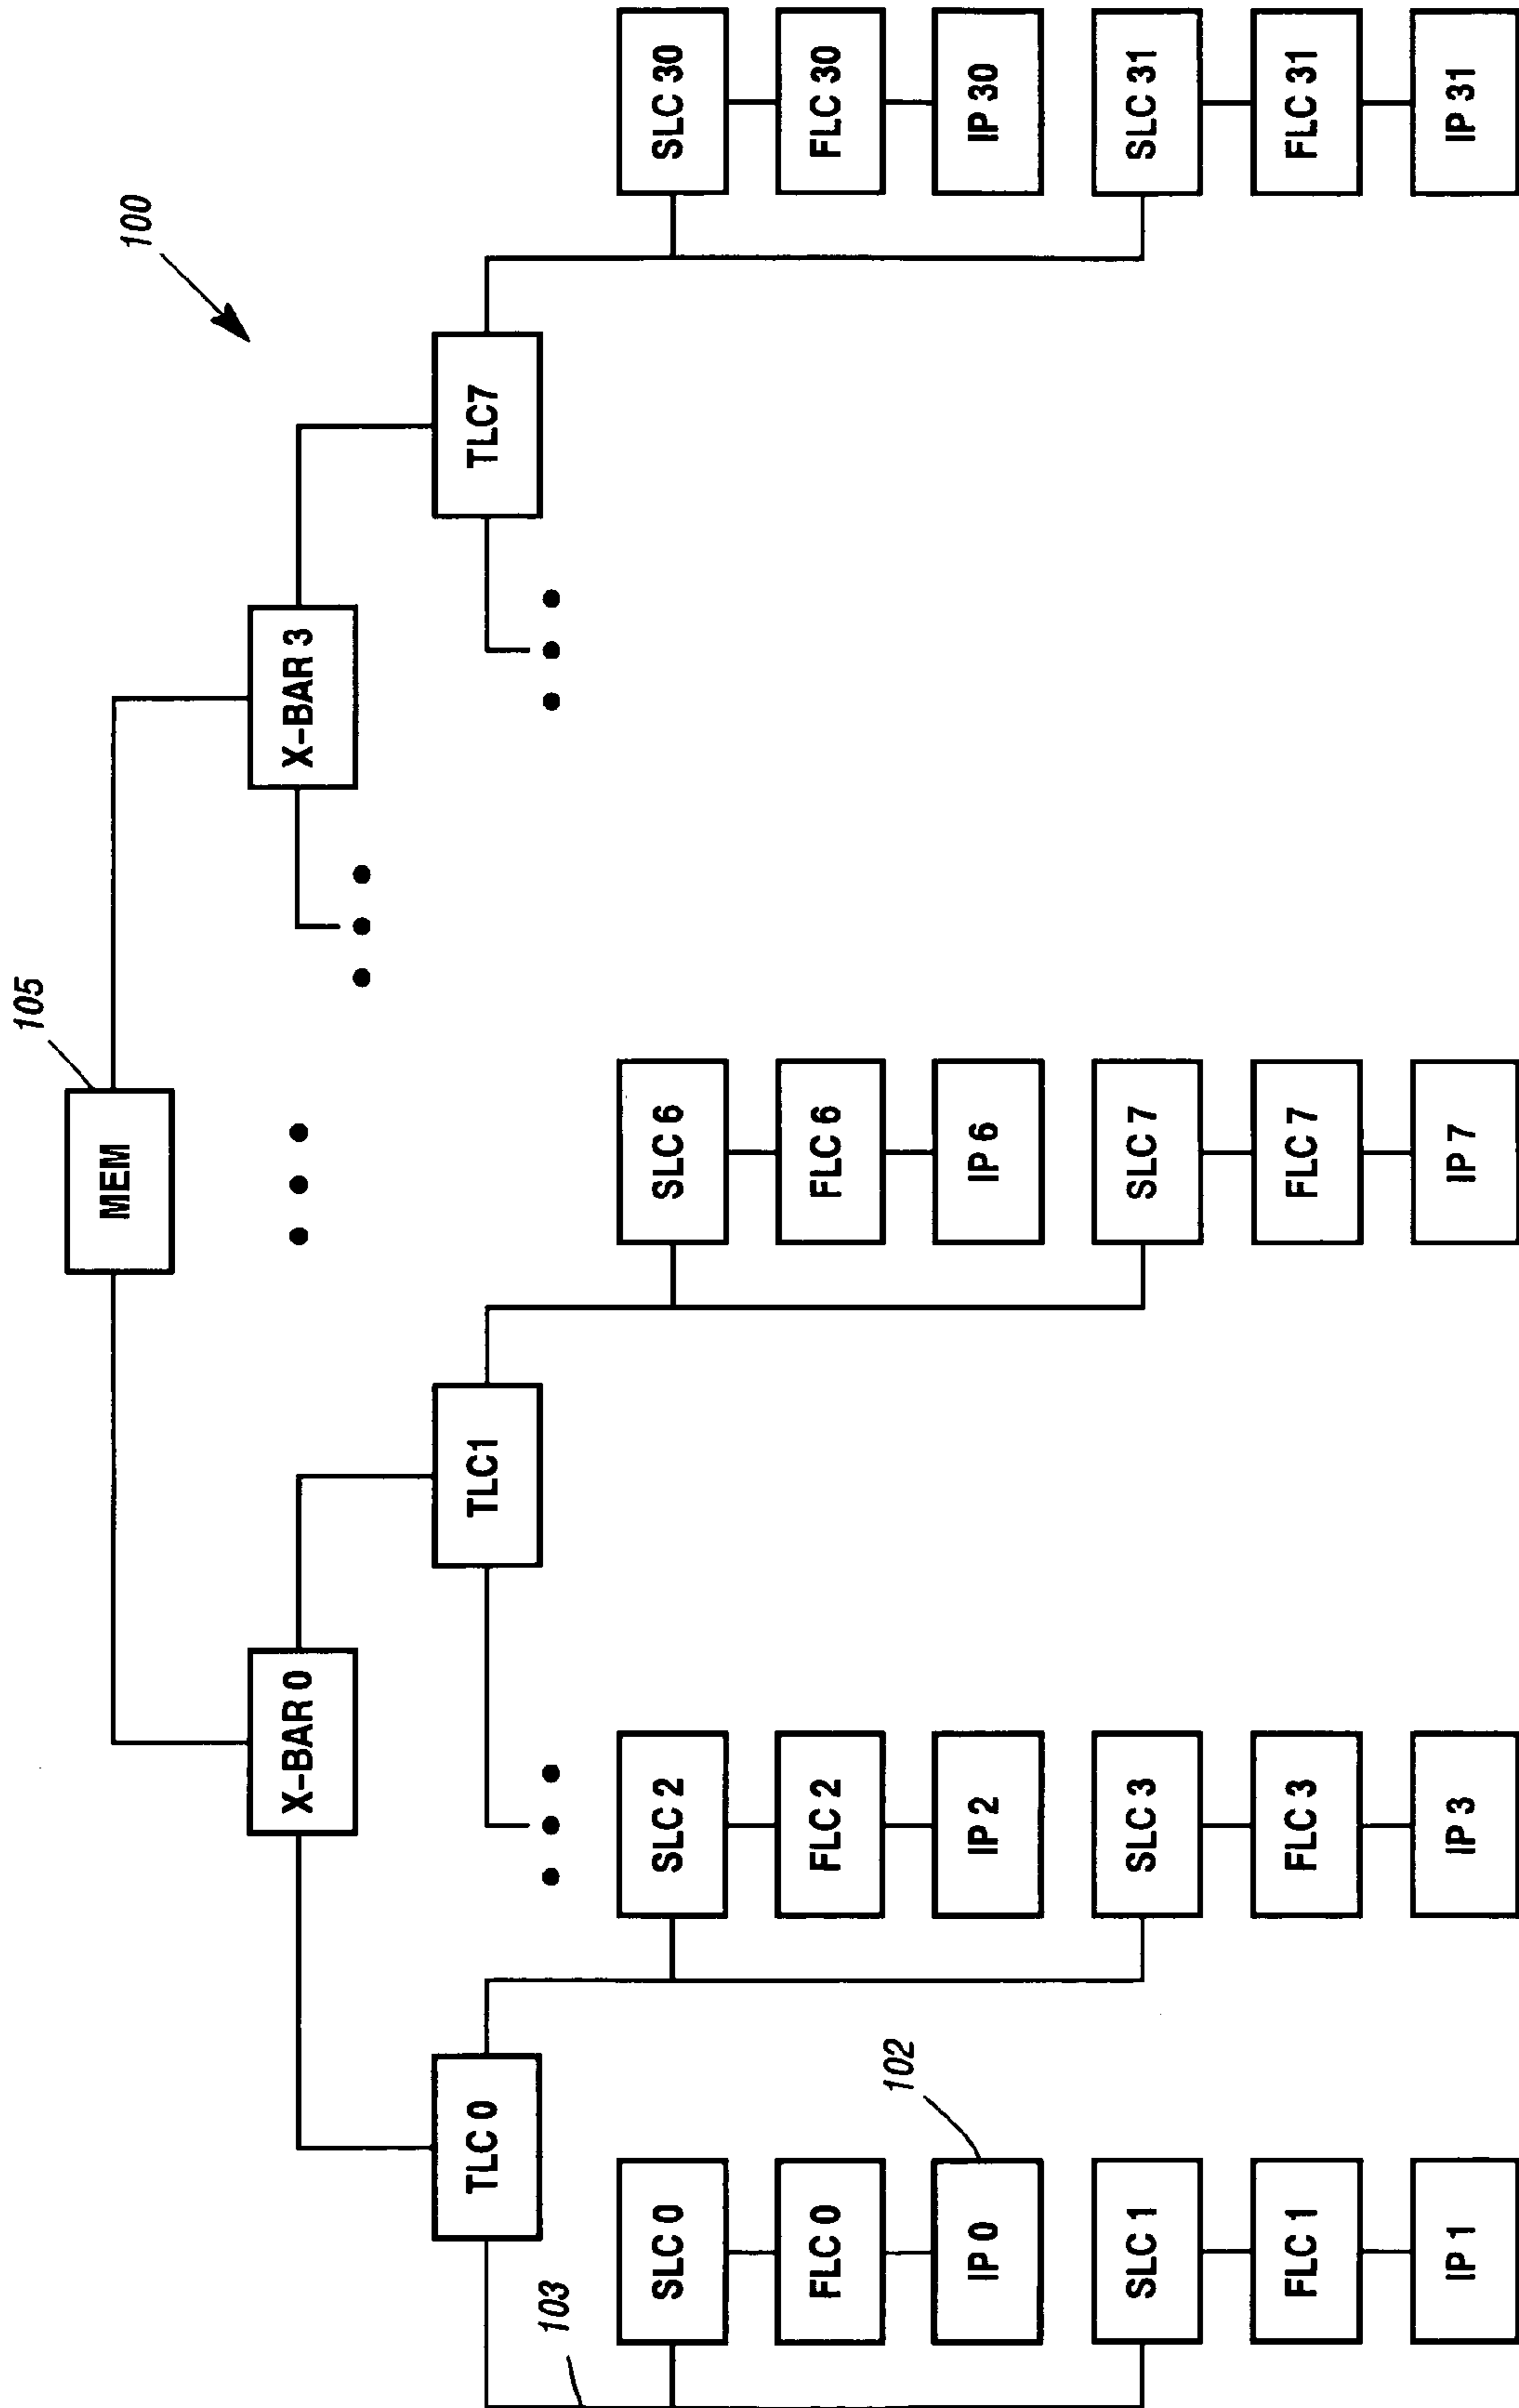 100
105
MEM
X-BAR 0
X-BAR 3
TLC 0
TLC1
TLC7
103
SLC 0
SLC 2
SLC 6
SLC 30
FLC 0
FLC 2
FLC 6
FLC 30
102
IP 0
IP 2
IP 6
IP 30
SLC 1
SLC 3
SLC 7
SLC 31
FLC 1
FLC 3
FLC 7
FLC 31
IP 1
IP 3
IP 7
IP 31